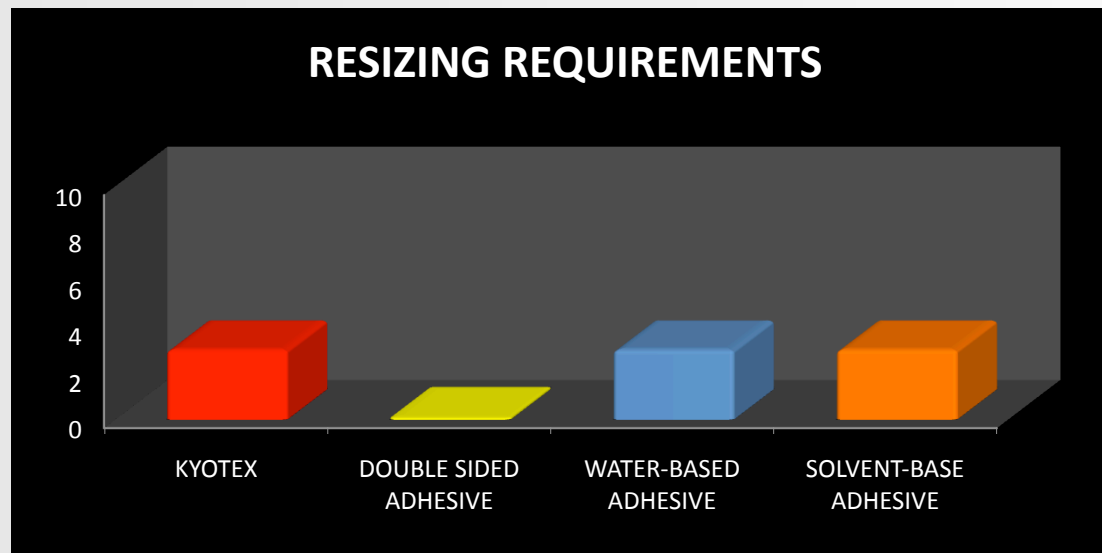 RESIZING REQUIREMENTS
10
8
6
4
2
0
KYOTEX
DOUBLE SIDED
ADHESIVE
WATER-BASED
ADHESIVE
SOLVENT-BASE
ADHESIVE